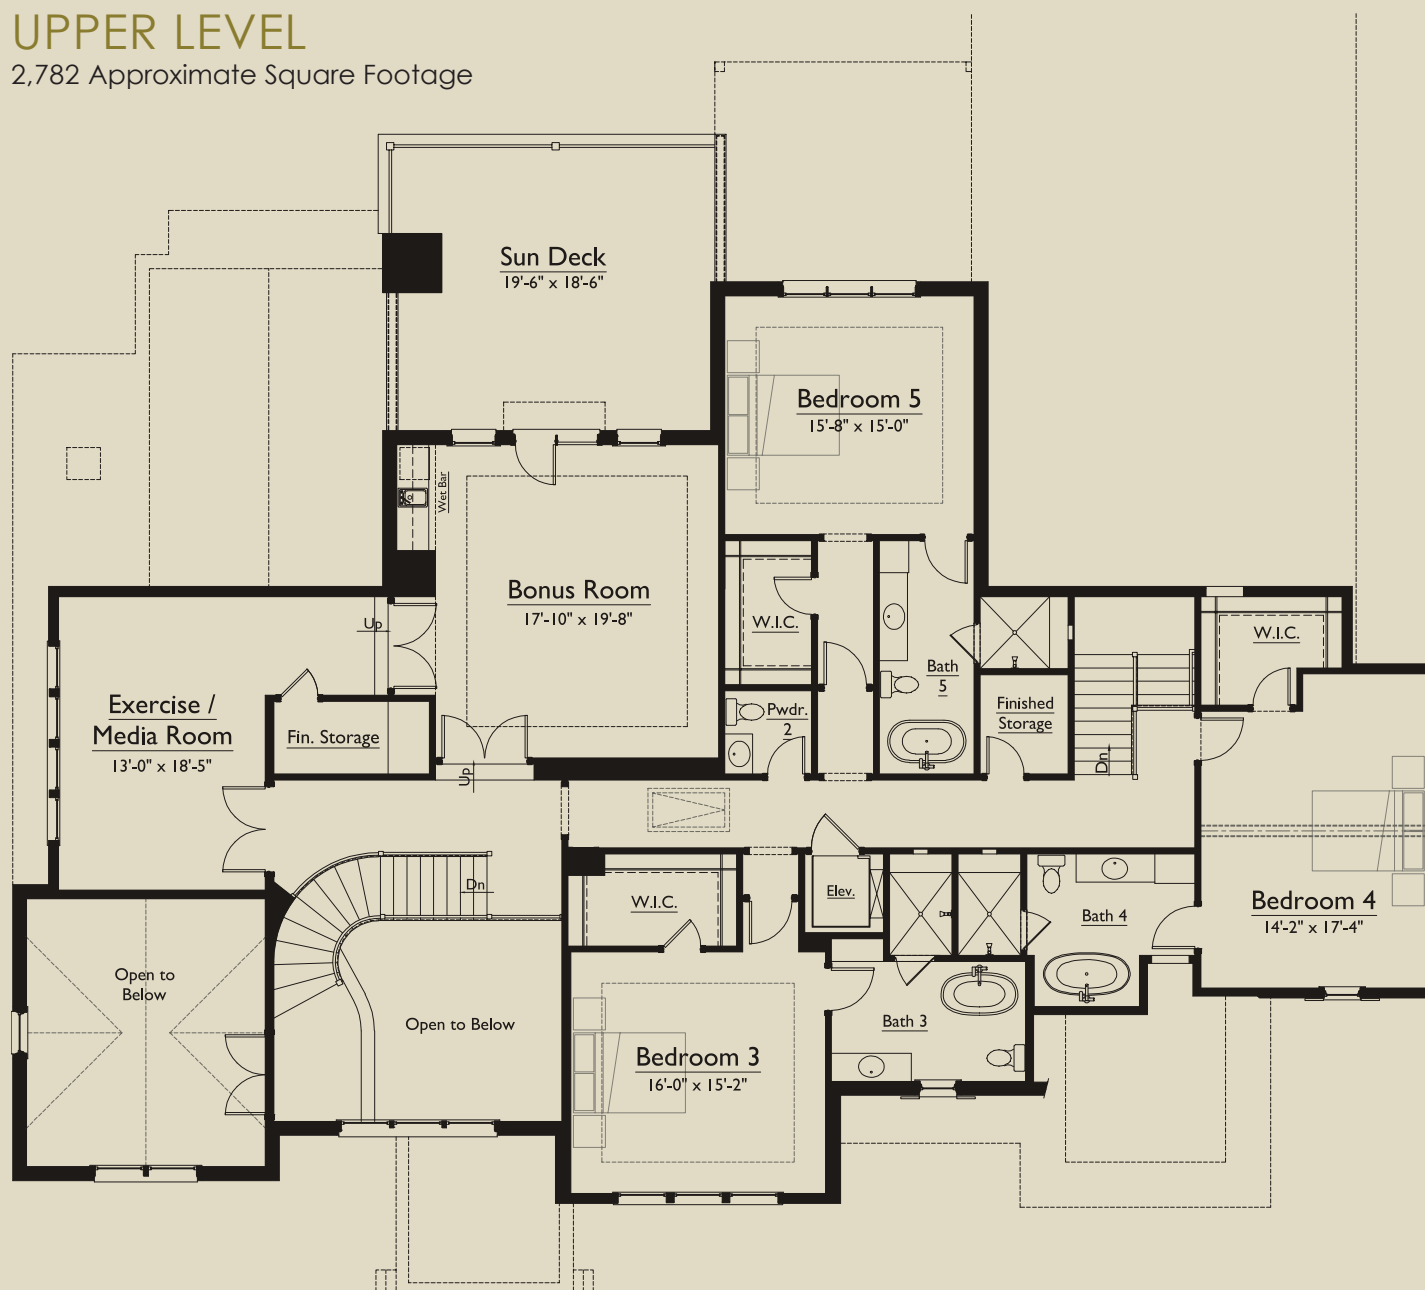 UPPER LEVEL
2,782 Approximate Square Footage
Sun Deck
19'-6" x 18'-6"
Bedroom 5
15'-8" x 15'-0"
Wet Bar
Bonus Room
17'-10" x 19'-8"
Up
W.I.C.
W.I.C.
Bath
5
Exercise /
Media Room
13'-0" x 18'-5"
Fin. Storage
Pwdr.
2
Finished
Storage
Up
Dn
Dn
W.I.C.
Elev.
Bath 4
Bedroom 4
14'-2" x 17'-4"
Open to
Below
Open to Below
Bath 3
Bedroom 3
16'-0" x 15'-2"